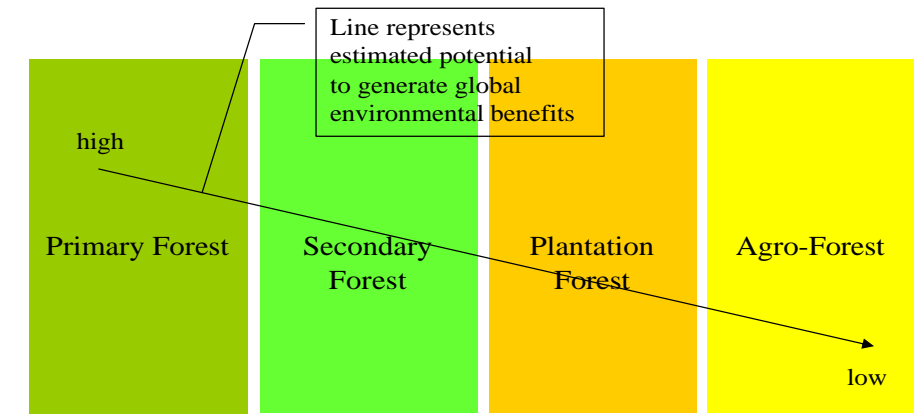 Line represents
estimated potential
to generate global
environmental benefits
high
Primary Forest
Secondary
Forest
Plantation
Forest
Agro-Forest
low